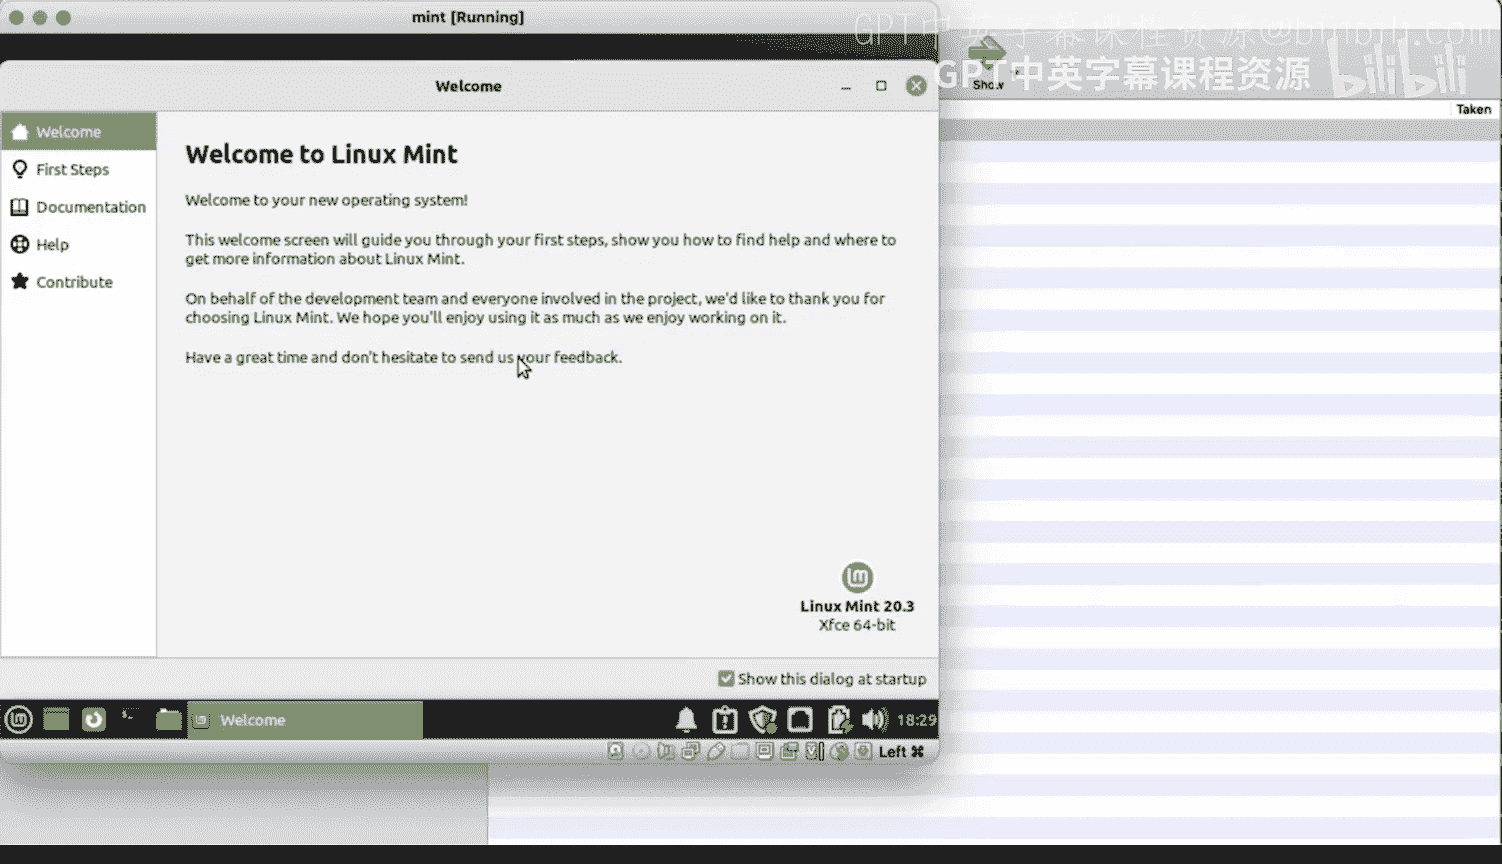 mint [Running]
GPT中英字幕课程资源@bilibili.com
GPT中英字幕课程资源 bilibili
Show
Taken
Welcome
Welcome
First Steps
Documentation
Help
Contribute
Welcome to Linux Mint
Welcome to your new operating system!
This welcome screen will guide you through your first steps, show you how to find help and where to
get more information about Linux Mint.
On behalf of the development team and everyone involved in the project, we'd like to thank you for
choosing Linux Mint. We hope you'll enjoy using it as much as we enjoy working on it.
Have a great time and don't hesitate to send us your feedback.
Linux Mint 20.3
Xfce 64-bit
Show this dialog at startup
Welcome
18:29
Left ⌘